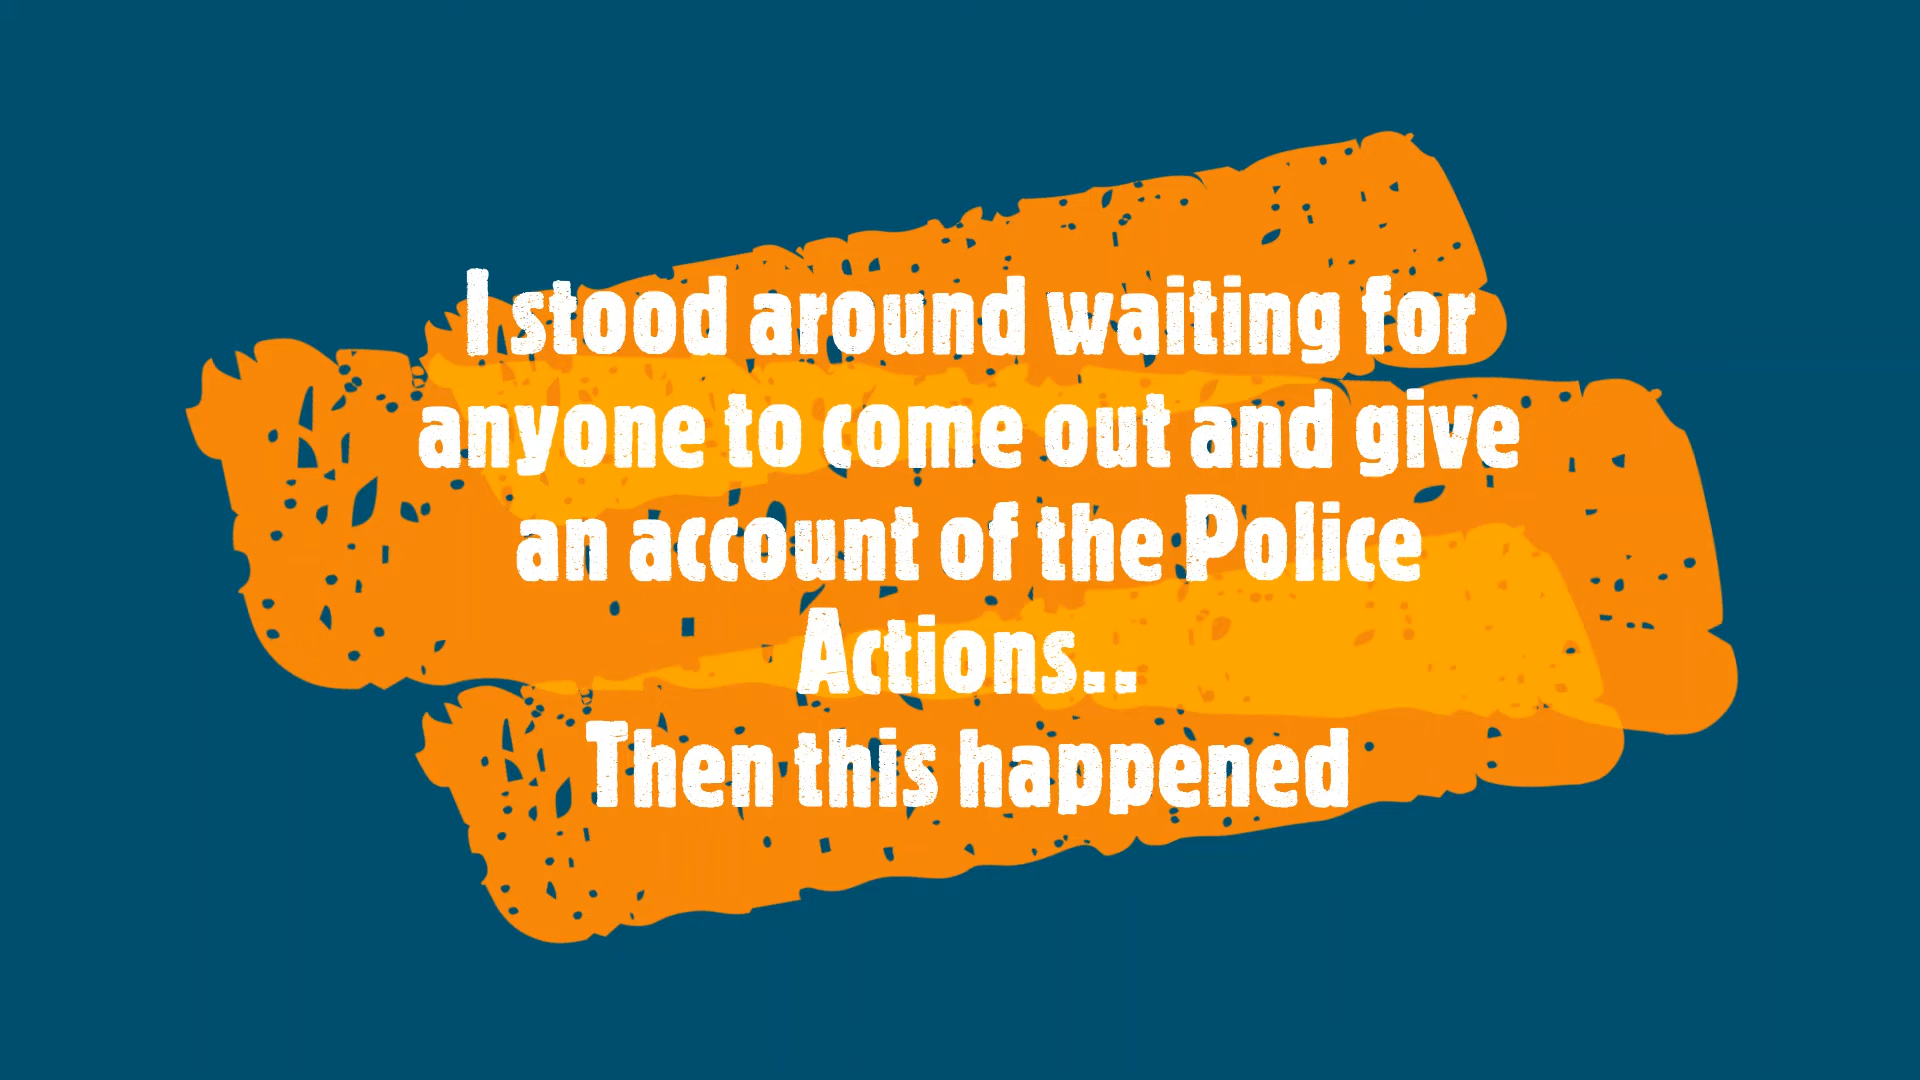 I stood around waiting for
anyone to come out and give
an account of the Police
Actions..
Then this happened